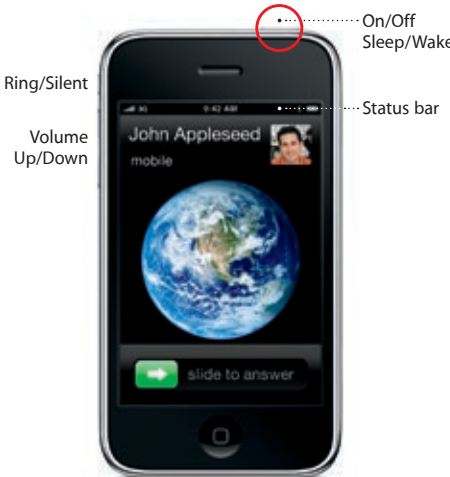 On/Off
Sleep/Wake
Ring/Silent
3G 9:42 AM
Status bar
John Appleseed
mobile
Volume
Up/Down
slide to answer